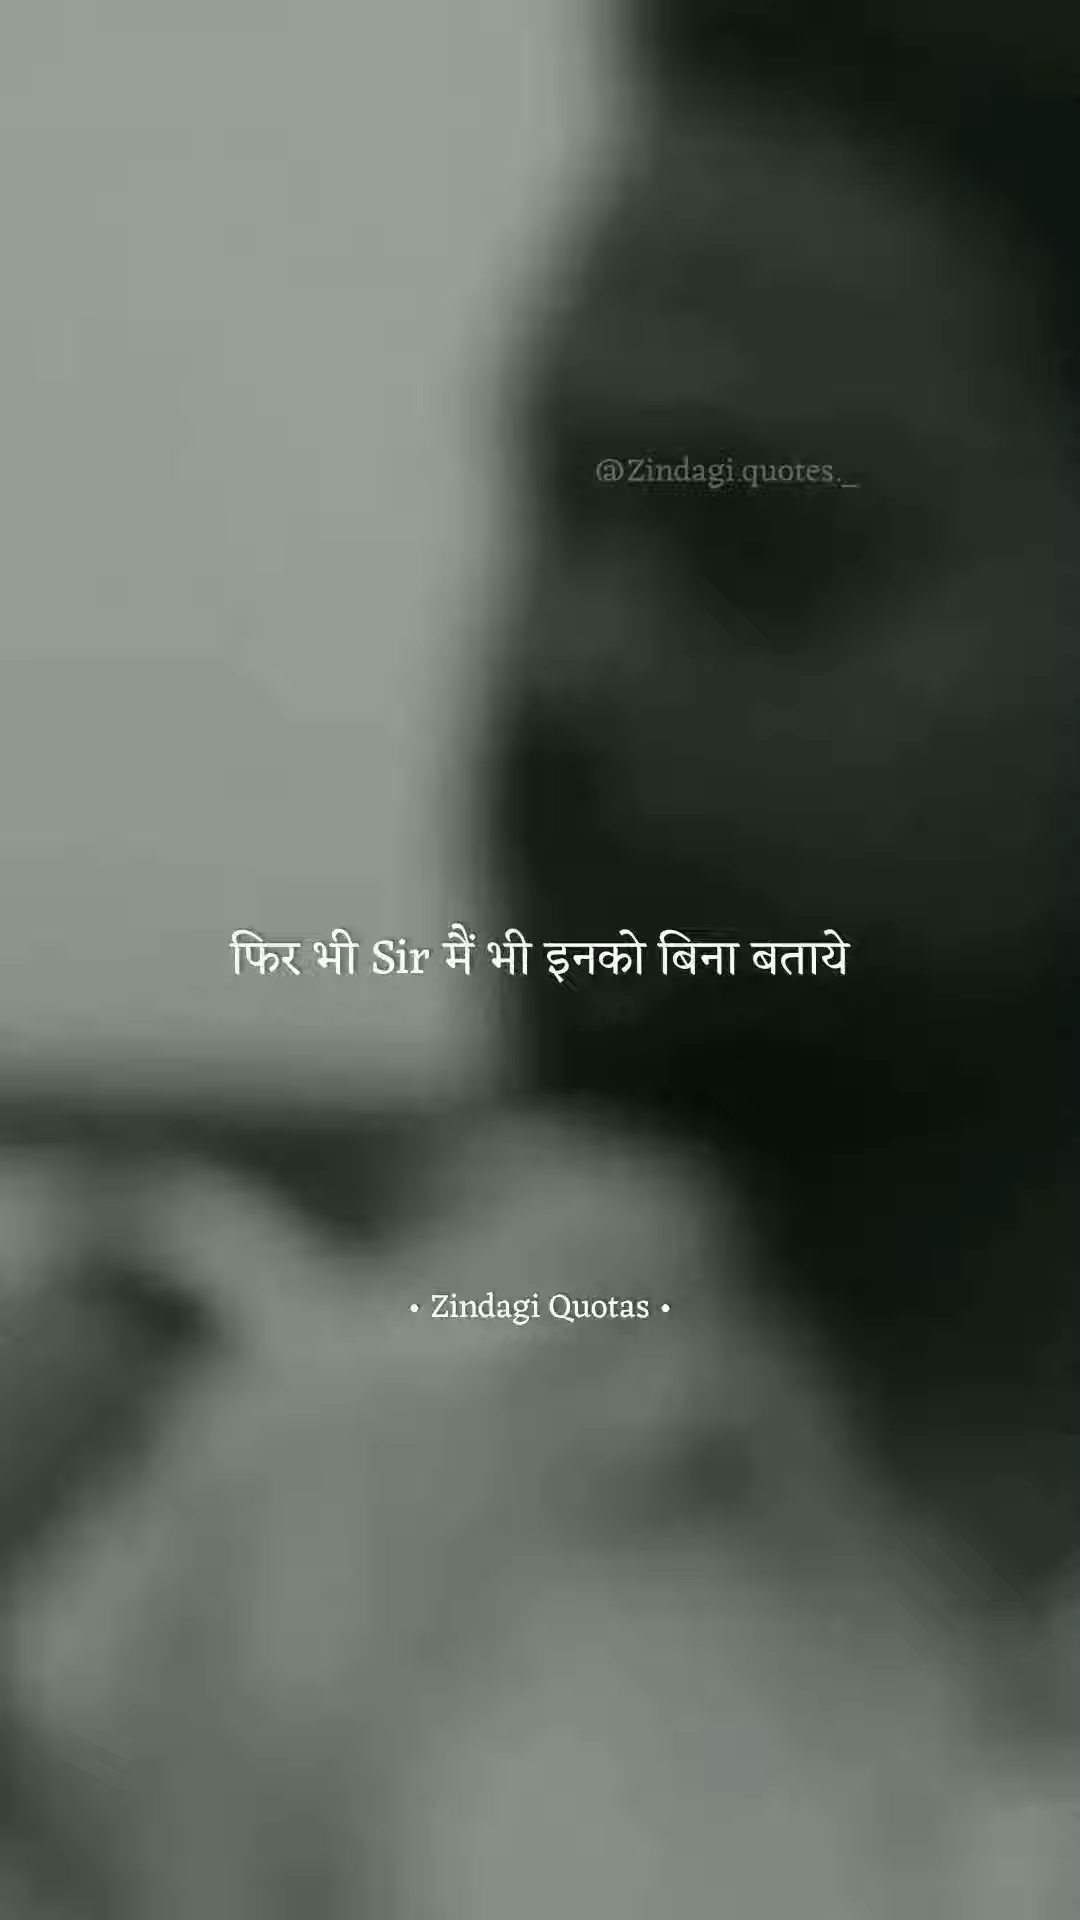 @Zindagi.quotes._
फिर भी Sir मैं भी इनको बिना बताये
• Zindagi Quotas •